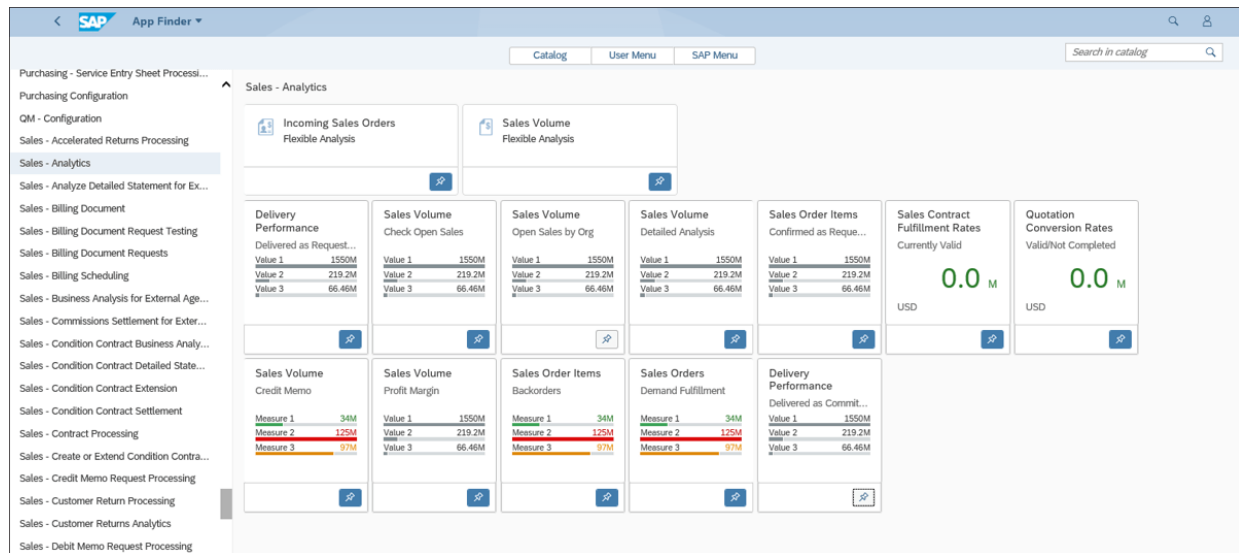 SAP App Finder
Catalog User Menu SAP Menu
Search in catalog
Purchasing - Service Entry Sheet Processi...
Purchasing Configuration
QM - Configuration
Sales - Accelerated Returns Processing
Sales - Analytics
Sales - Analyze Detailed Statement for Ex...
Sales - Billing Document
Sales - Billing Document Request Testing
Sales - Billing Document Requests
Sales - Billing Scheduling
Sales - Business Analysis for External Age...
Sales - Commissions Settlement for Exter...
Sales - Condition Contract Business Analy...
Sales - Condition Contract Detailed State...
Sales - Condition Contract Extension
Sales - Condition Contract Settlement
Sales - Contract Processing
Sales - Create or Extend Condition Contra...
Sales - Credit Memo Request Processing
Sales - Customer Return Processing
Sales - Customer Returns Analytics
Sales - Debit Memo Request Processing
Sales - Analytics
Incoming Sales Orders
Flexible Analysis
Sales Volume
Flexible Analysis
Delivery
Performance
Delivered as Request...
Value 1 1550M
Value 2 219.2M
Value 3 66.46M
Sales Volume
Check Open Sales
Value 1 1550M
Value 2 219.2M
Value 3 66.46M
Sales Volume
Open Sales by Org
Value 1 1550M
Value 2 219.2M
Value 3 66.46M
Sales Volume
Detailed Analysis
Value 1 1550M
Value 2 219.2M
Value 3 66.46M
Sales Order Items
Confirmed as Reque...
Value 1 1550M
Value 2 219.2M
Value 3 66.46M
Sales Contract
Fulfillment Rates
Currently Valid
0.0 M
USD
Quotation
Conversion Rates
Valid/Not Completed
0.0 M
USD
Sales Volume
Credit Memo
Measure 1 34M
Measure 2 125M
Measure 3 97M
Sales Volume
Profit Margin
Value 1 1550M
Value 2 219.2M
Value 3 66.46M
Sales Order Items
Backorders
Measure 1 34M
Measure 2 125M
Measure 3 97M
Sales Orders
Demand Fulfillment
Measure 1 34M
Measure 2 125M
Measure 3 97M
Delivery
Performance
Delivered as Commit...
Value 1 1550M
Value 2 219.2M
Value 3 66.46M